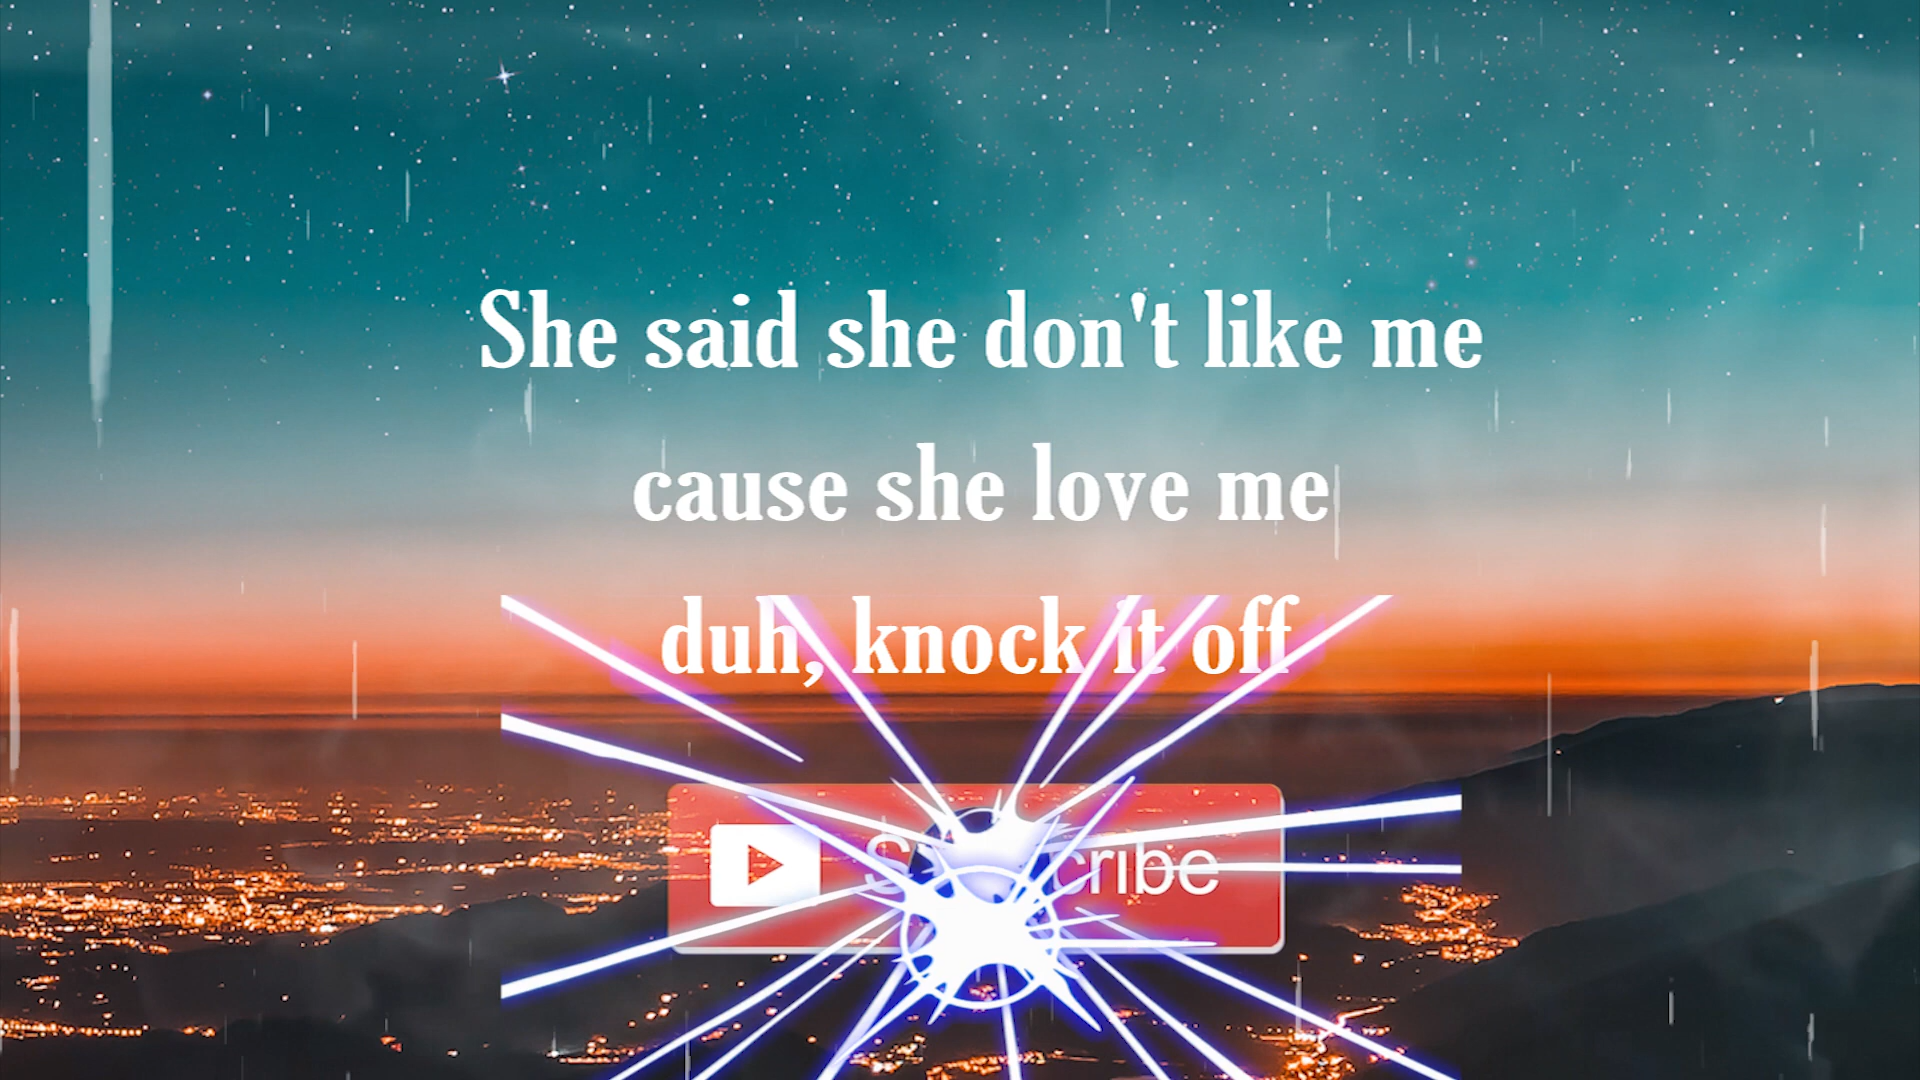 She said she don't like me
cause she love me
duh, knock it off